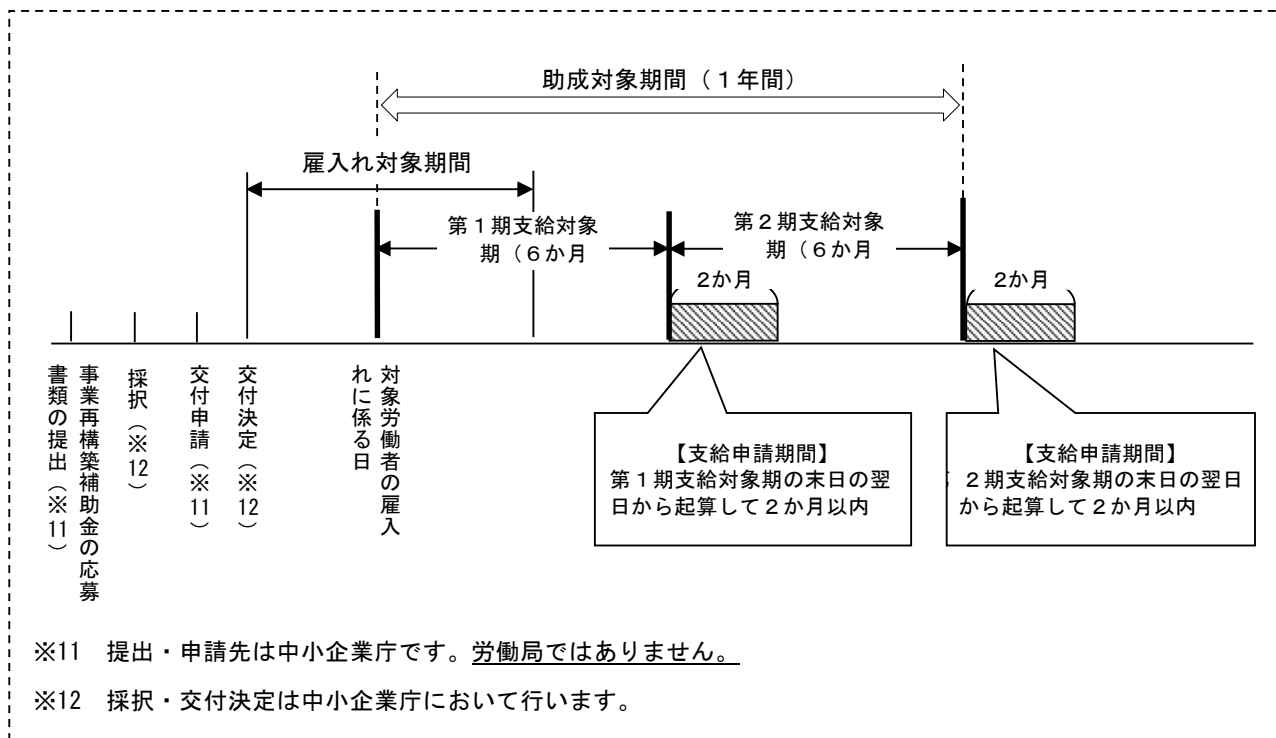 助成対象期間（１年間）
雇入れ対象期間
第１期支給対象
期（６か月
第２期支給対象
期（６か月
２か月
２か月
事業再構築補助金の応募
書類の提出（※11）
採択（※12）
交付申請（※11）
交付決定（※12）
対象労働者の雇入
れに係る日
【支給申請期間】
第１期支給対象期の末日の翌
日から起算して２か月以内
【支給申請期間】
２期支給対象期の末日の翌日
から起算して２か月以内
※11　提出・申請先は中小企業庁です。労働局ではありません。
※12　採択・交付決定は中小企業庁において行います。